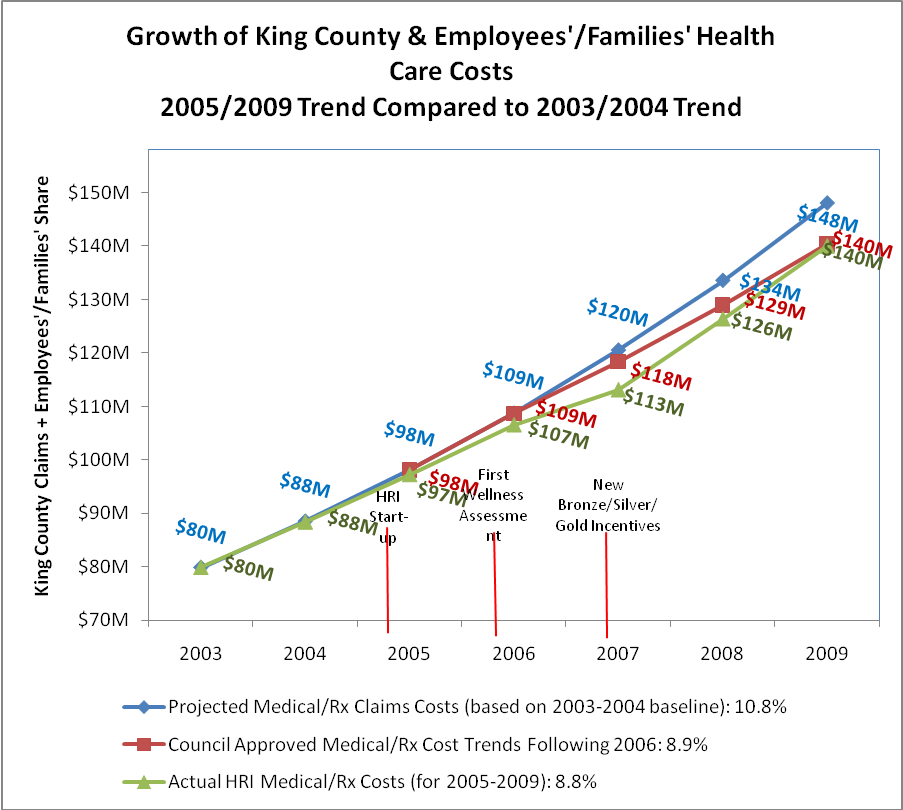 Growth of King County & Employees'/Families' Health
Care Costs
2005/2009 Trend Compared to 2003/2004 Trend
King County Claims + Employees'/Families' Share
$150M
$140M
$130M
$120M
$110M
$100M
$90M
$80M
$70M
$148M
$140M
$140M
$134M
$129M
$126M
$120M
$118M
$113M
$109M
$109M
$107M
$98M
$98M
$97M
$88M
$88M
$80M
$80M
HRI
Start-
up
First
Wellness
Assessme
nt
New
Bronze/Silver/
Gold Incentives
2003 2004 2005 2006 2007 2008 2009
Projected Medical/Rx Claims Costs (based on 2003-2004 baseline): 10.8%
Council Approved Medical/Rx Cost Trends Following 2006: 8.9%
Actual HRI Medical/Rx Costs (for 2005-2009): 8.8%